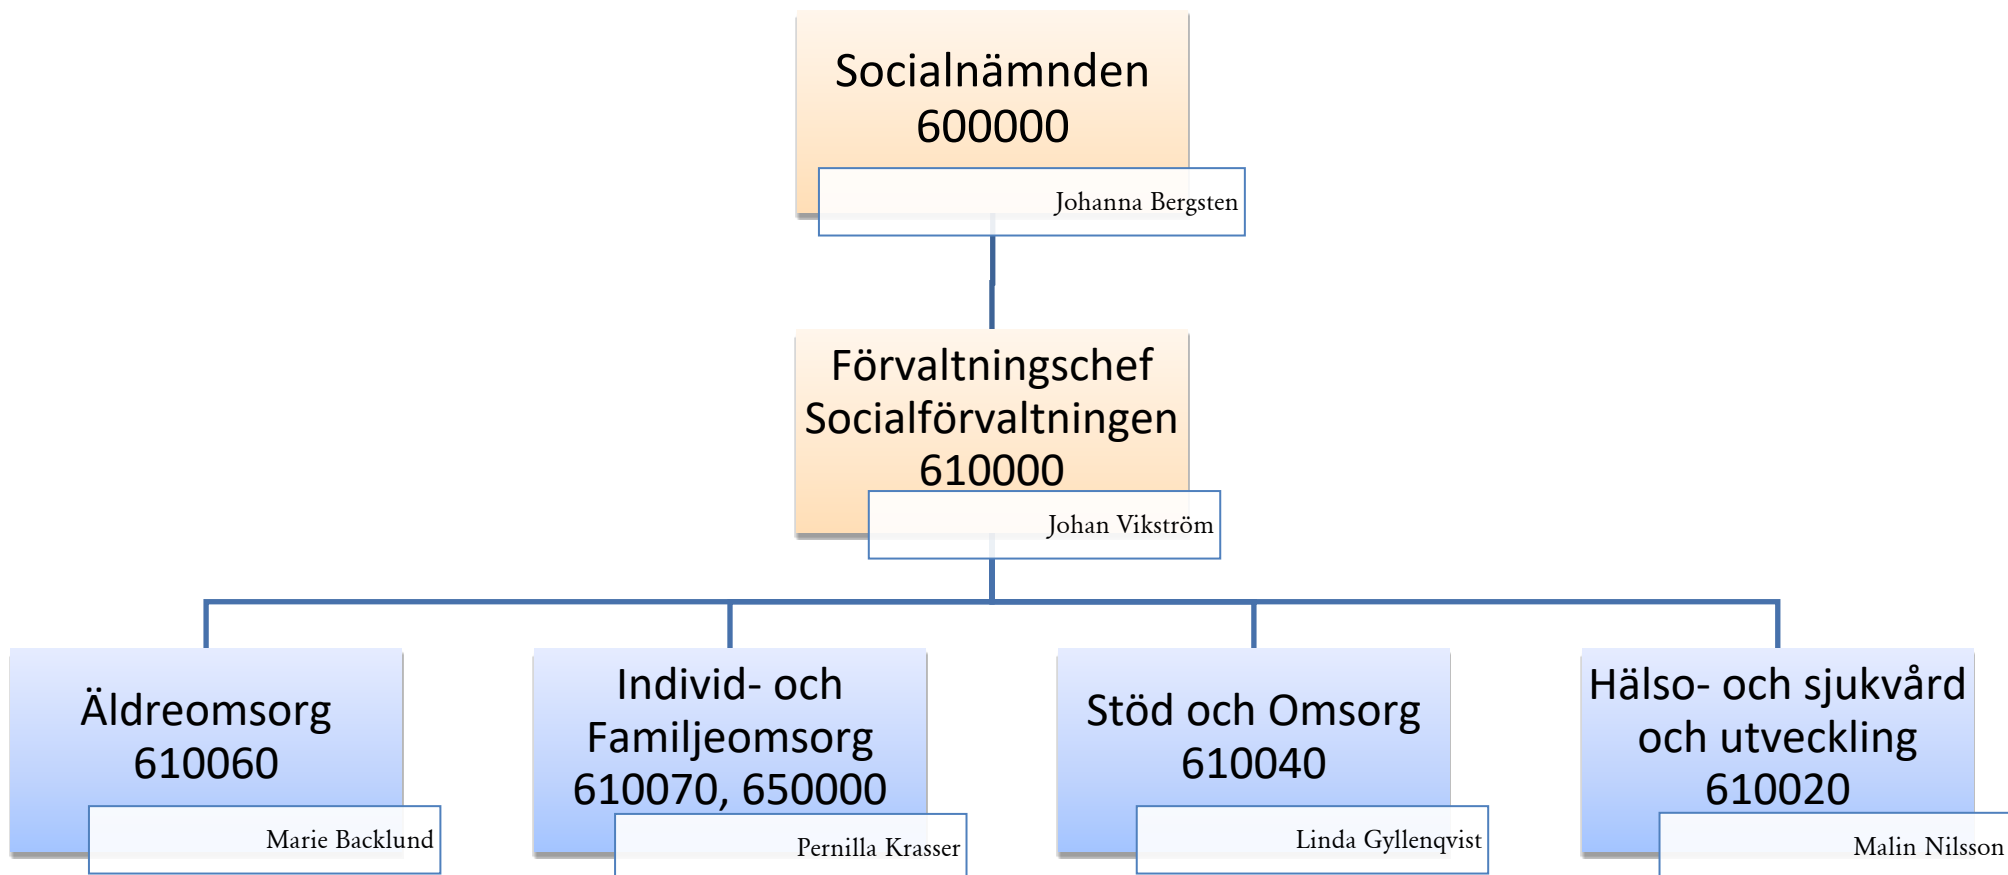 Socialnämnden
600000
Johanna Bergsten
Förvaltningschef
Socialförvaltningen
610000
Johan Vikström
Äldreomsorg
610060
Marie Backlund
Individ- och
Familjeomsorg
610070, 650000
Pernilla Krasser
Stöd och Omsorg
610040
Linda Gyllenqvist
Hälso- och sjukvård
och utveckling
610020
Malin Nilsson